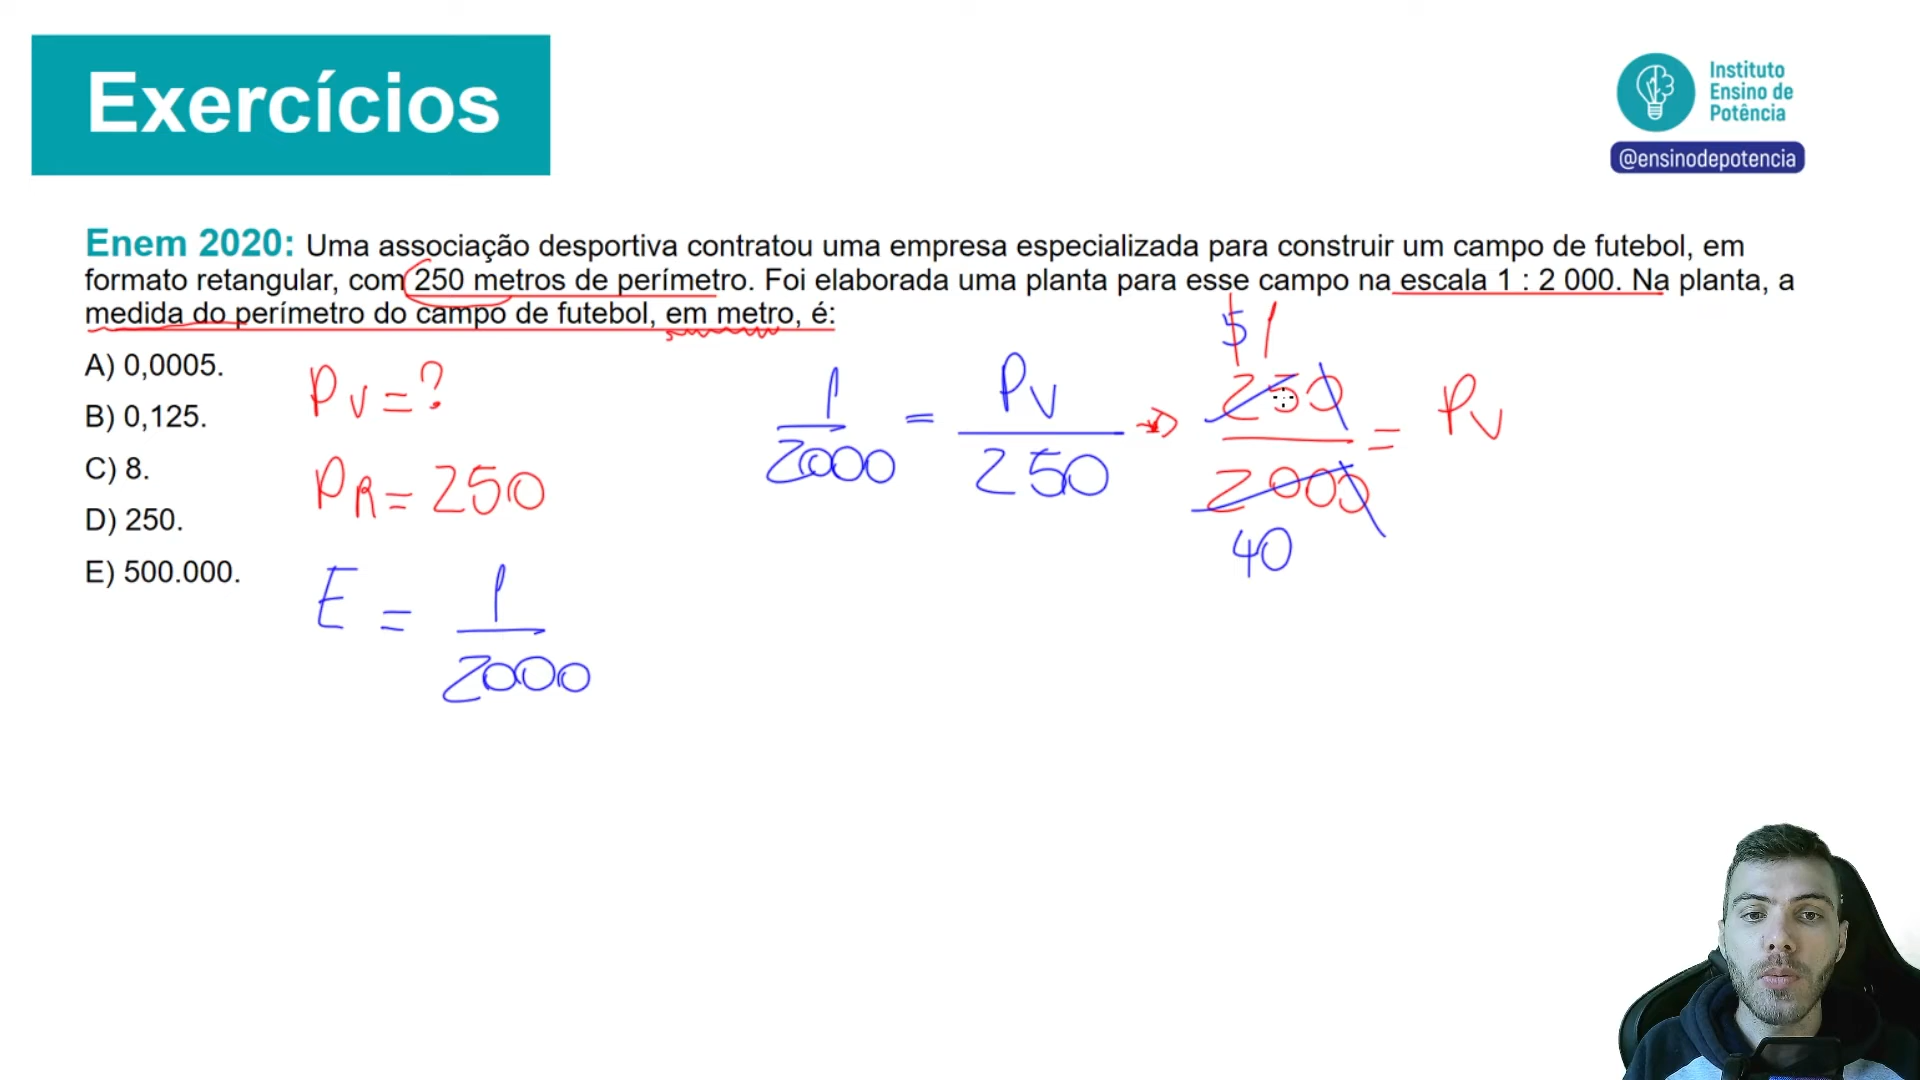 Exercícios
Instituto
Ensino de
Potência
@ensinodepotencia
Enem 2020: Uma associação desportiva contratou uma empresa especializada para construir um campo de futebol, em
formato retangular, com 250 metros de perímetro. Foi elaborada uma planta para esse campo na escala 1 : 2 000. Na planta, a
medida do perímetro do campo de futebol, em metro, é:
A) 0,0005.
B) 0,125.
C) 8.
D) 250.
E) 500.000.
PV = ?
PR = 250
E = 1
2000
1
2000
=
PV
250
5 1
250
2000
= PV
40